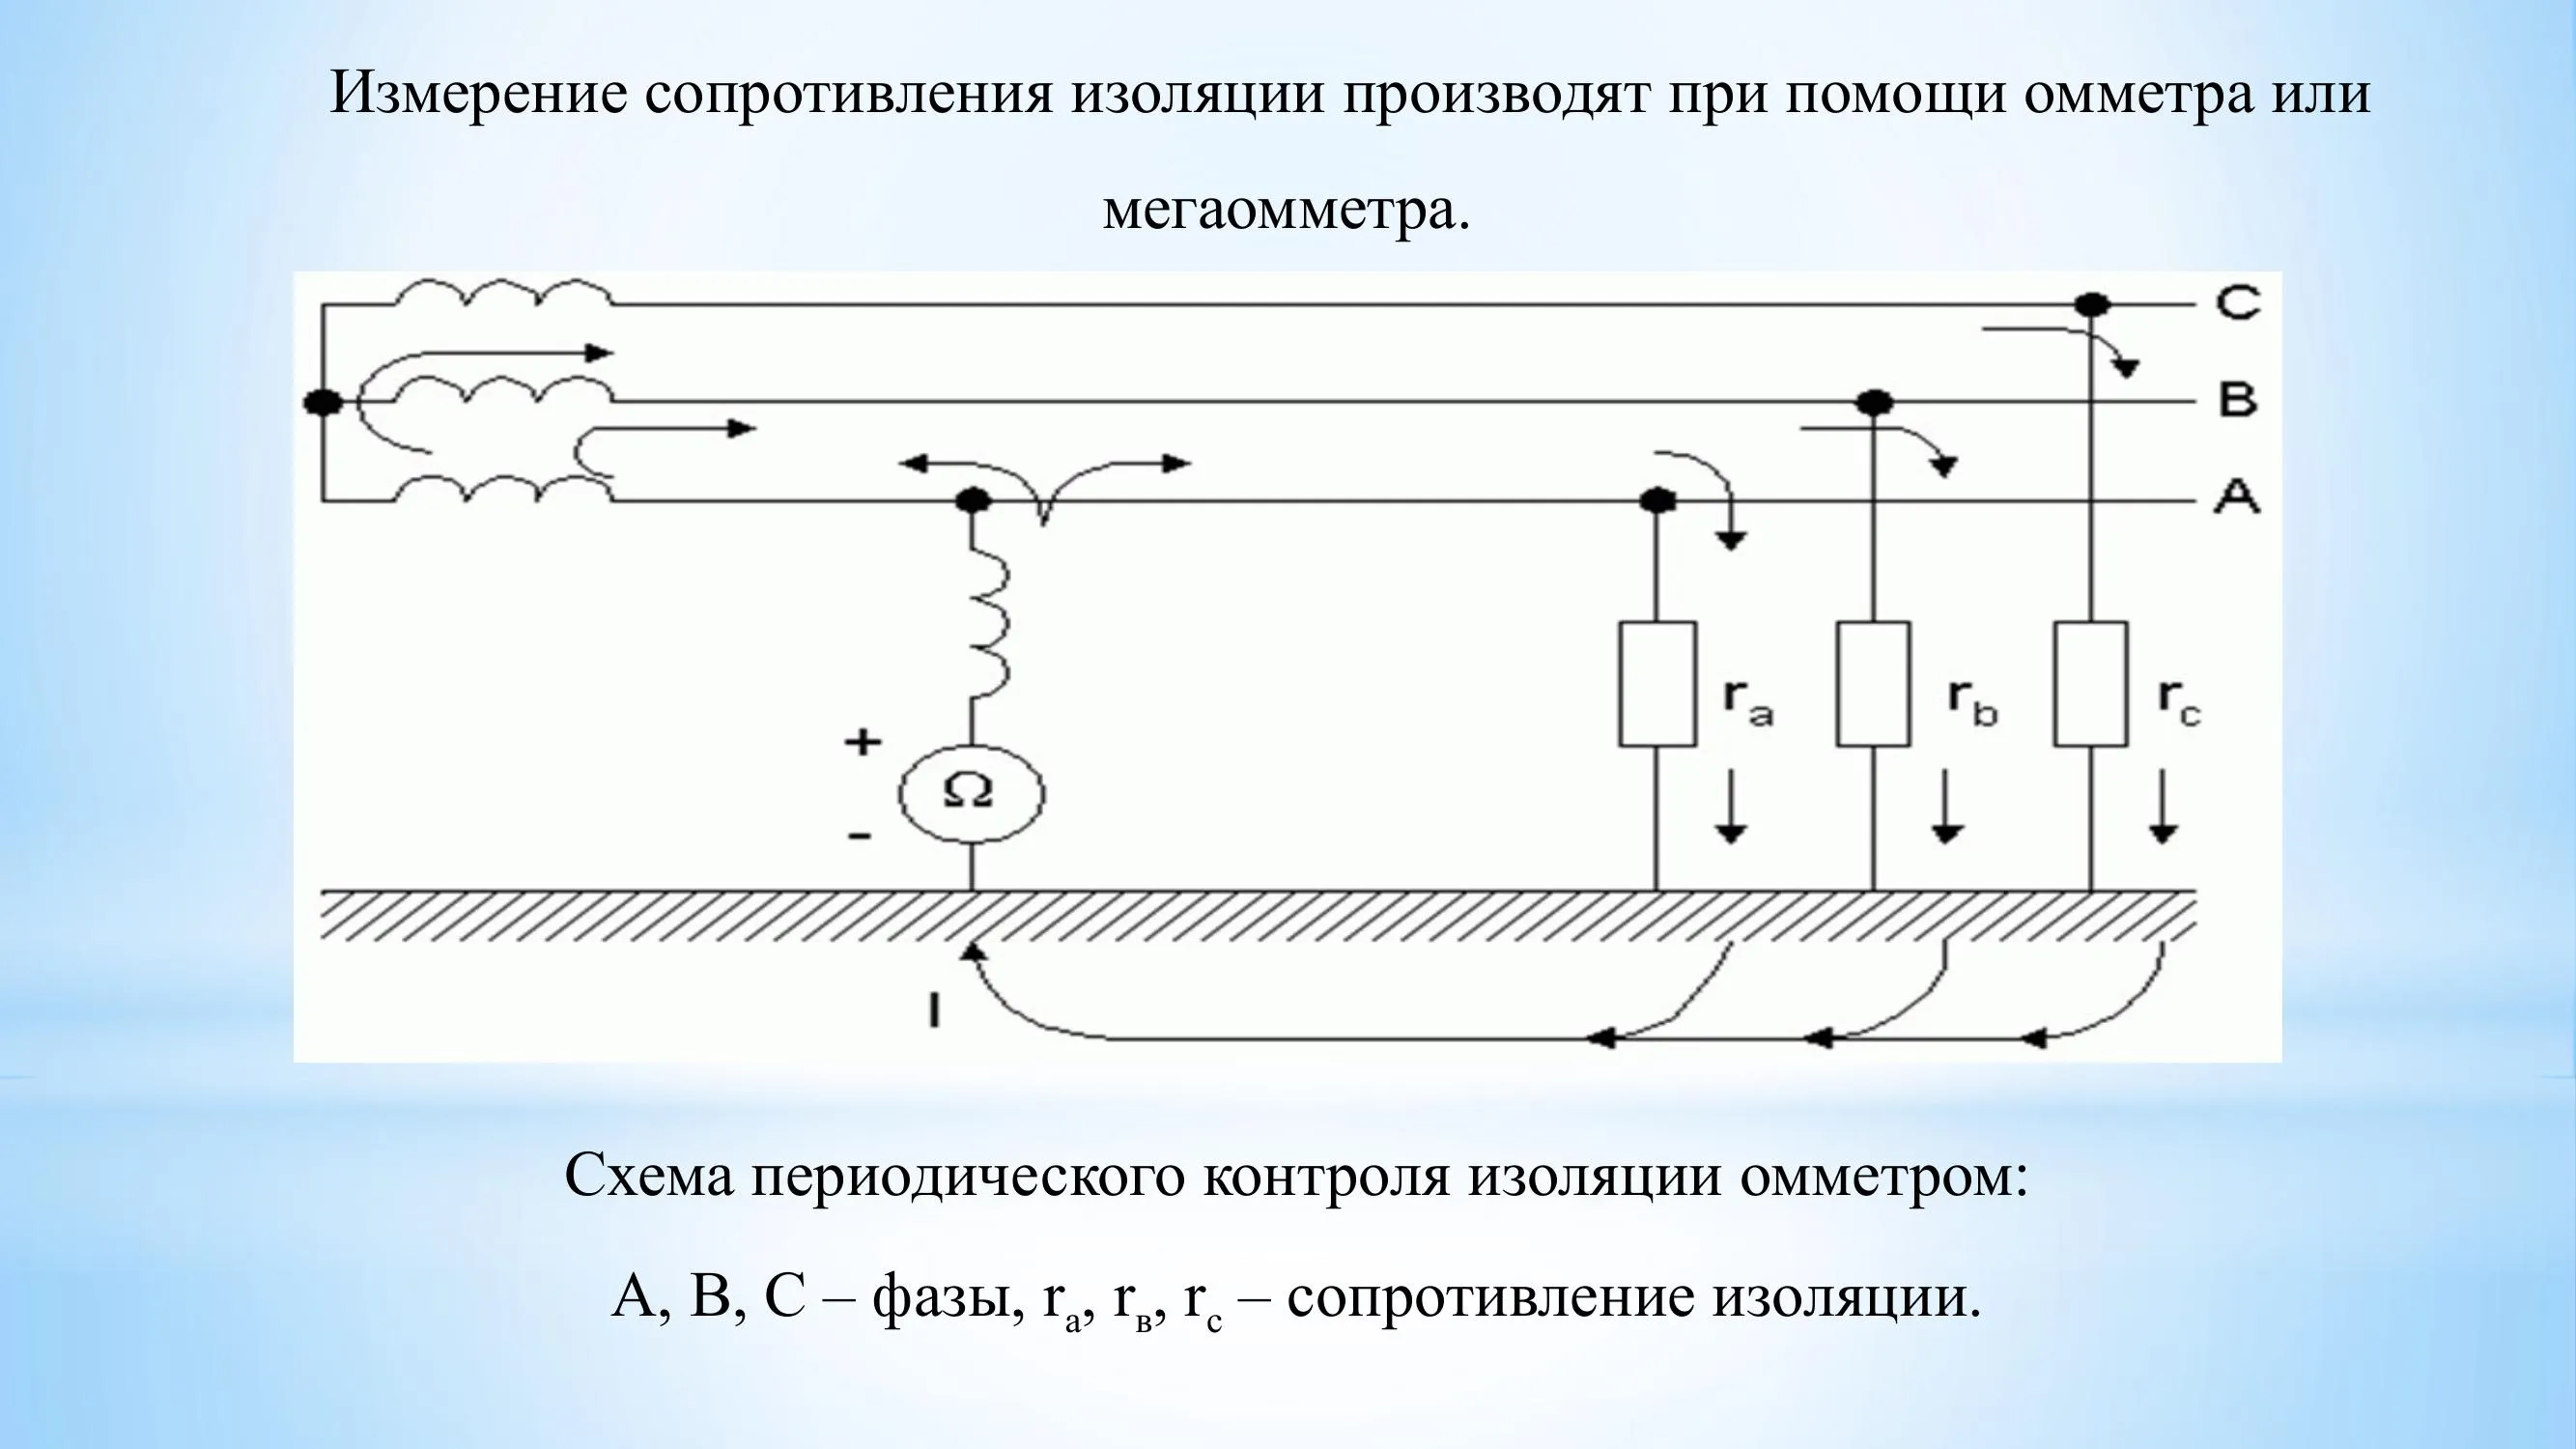 Измерение сопротивления изоляции производят при помощи омметра или
мегаомметра.
C
B
A
r_a r_b r_c
+
Ω
-
I
Схема периодического контроля изоляции омметром:
А, В, С – фазы, r_а, r_в, r_с – сопротивление изоляции.